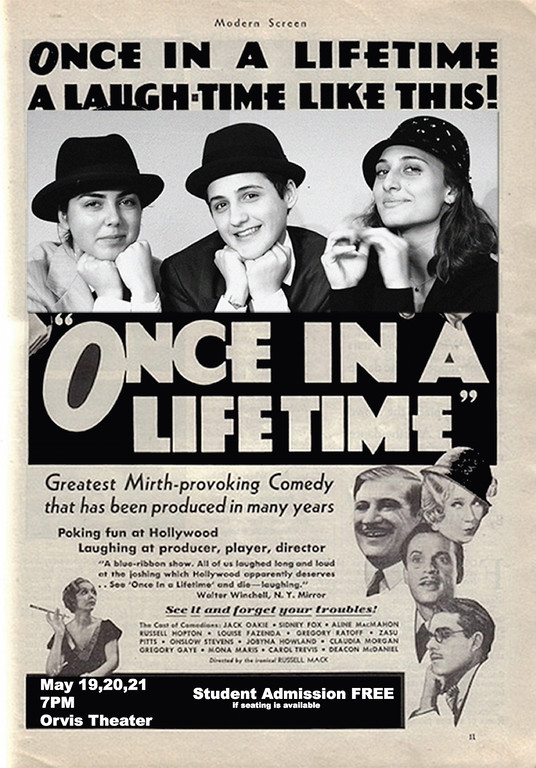 Modern Screen
ONCE IN A LIFETIME
A LAUGH-TIME LIKE THIS!
"ONCE IN A
LIFETIME"
Greatest Mirth-provoking Comedy
that has been produced in many years
Poking fun at Hollywood
Laughing at producer, player, director
"A blue-ribbon show. All of us laughed long and loud
at the joshing which Hollywood apparently deserves
. . See 'Once In a Lifetime' and die—laughing."
Walter Winchell, N. Y. Mirror
See it and forget your troubles!
The Cast of Comedians: JACK OAKIE • SIDNEY FOX • ALINE MacMAHON
RUSSELL HOPTON • LOUISE FAZENDA • GREGORY RATOFF • ZASU
PITTS • ONSLOW STEVENS • JOBYNA HOWLAND • CLAUDIA MORGAN
GREGORY GAYE • MONA MARIS • CAROL TREVIS • DEACON McDANIEL
Directed by the ironical RUSSELL MACK
May 19,20,21
7PM
Orvis Theater
Student Admission FREE
if seating is available
11